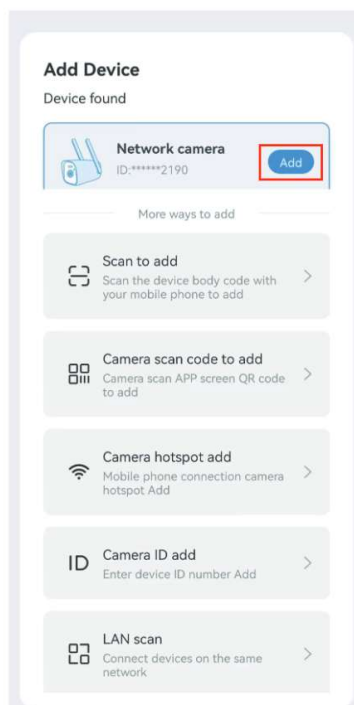 Add Device
Device found
Network camera
ID:******2190
Add
More ways to add
Scan to add
Scan the device body code with
your mobile phone to add
Camera scan code to add
Camera scan APP screen QR code
to add
Camera hotspot add
Mobile phone connection camera
hotspot Add
ID
Camera ID add
Enter device ID number Add
LAN scan
Connect devices on the same
network